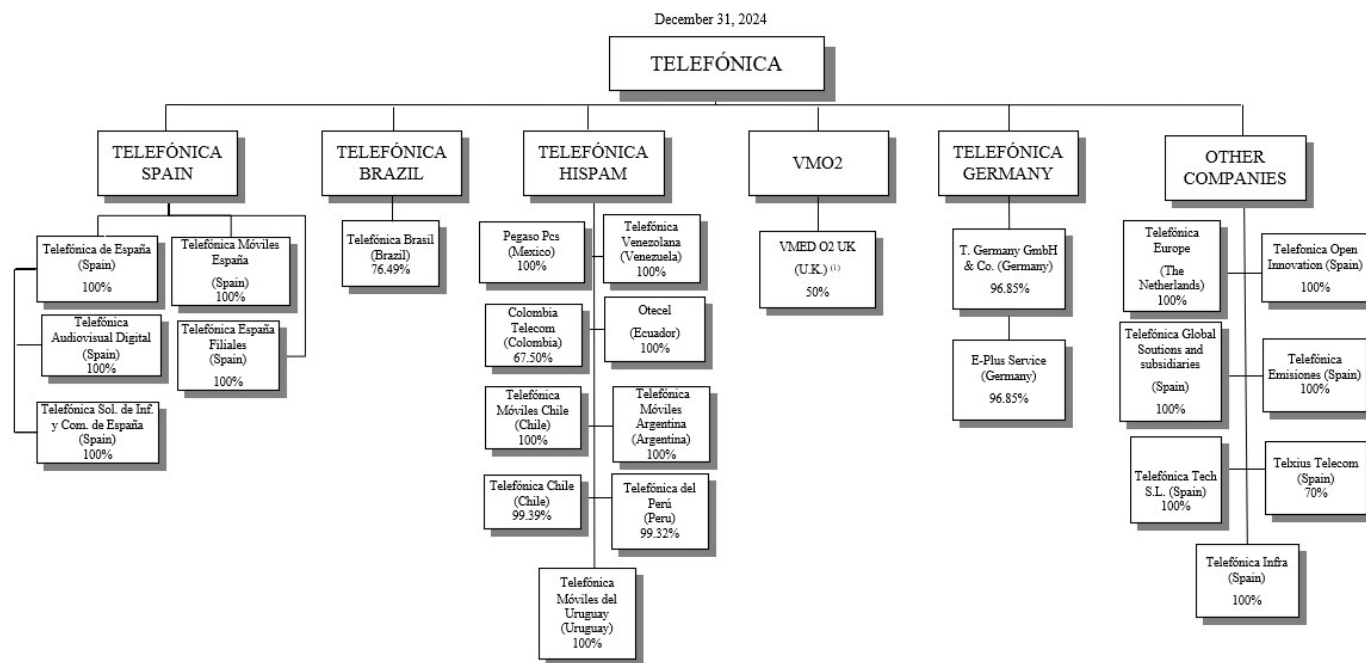 December 31, 2024
TELEFÓNICA
TELEFÓNICA
SPAIN
TELEFÓNICA
BRAZIL
TELEFÓNICA
HISPAM
VMO2
TELEFÓNICA
GERMANY
OTHER
COMPANIES
Telefónica de España
(Spain)
100%
Telefónica Móviles
España
(Spain)
100%
Telefónica
Audiovisual Digital
(Spain)
100%
Telefónica España
Filiales
(Spain)
100%
Telefónica Sol. de Inf.
y Com. de España
(Spain)
100%
Telefónica Brasil
(Brazil)
76.49%
Pegaso Pcs
(Mexico)
100%
Telefónica
Venezolana
(Venezuela)
100%
Colombia
Telecom
(Colombia)
67.50%
Otecel
(Ecuador)
100%
Telefónica
Móviles Chile
(Chile)
100%
Telefónica
Móviles
Argentina
(Argentina)
100%
Telefónica Chile
(Chile)
99.39%
Telefónica del
Perú
(Peru)
99.32%
Telefónica
Móviles del
Uruguay
(Uruguay)
100%
VMED O2 UK
(U.K.) (1)
50%
T. Germany GmbH
& Co. (Germany)
96.85%
E-Plus Service
(Germany)
96.85%
Telefónica
Europe
(The
Netherlands)
100%
Telefonica Open
Innovation (Spain)
100%
Telefónica Global
Soutions and
subsidiaries
(Spain)
100%
Telefónica
Emisiones (Spain)
100%
Telefónica Tech
S.L. (Spain)
100%
Telxius Telecom
(Spain)
70%
Telefónica Infra
(Spain)
100%